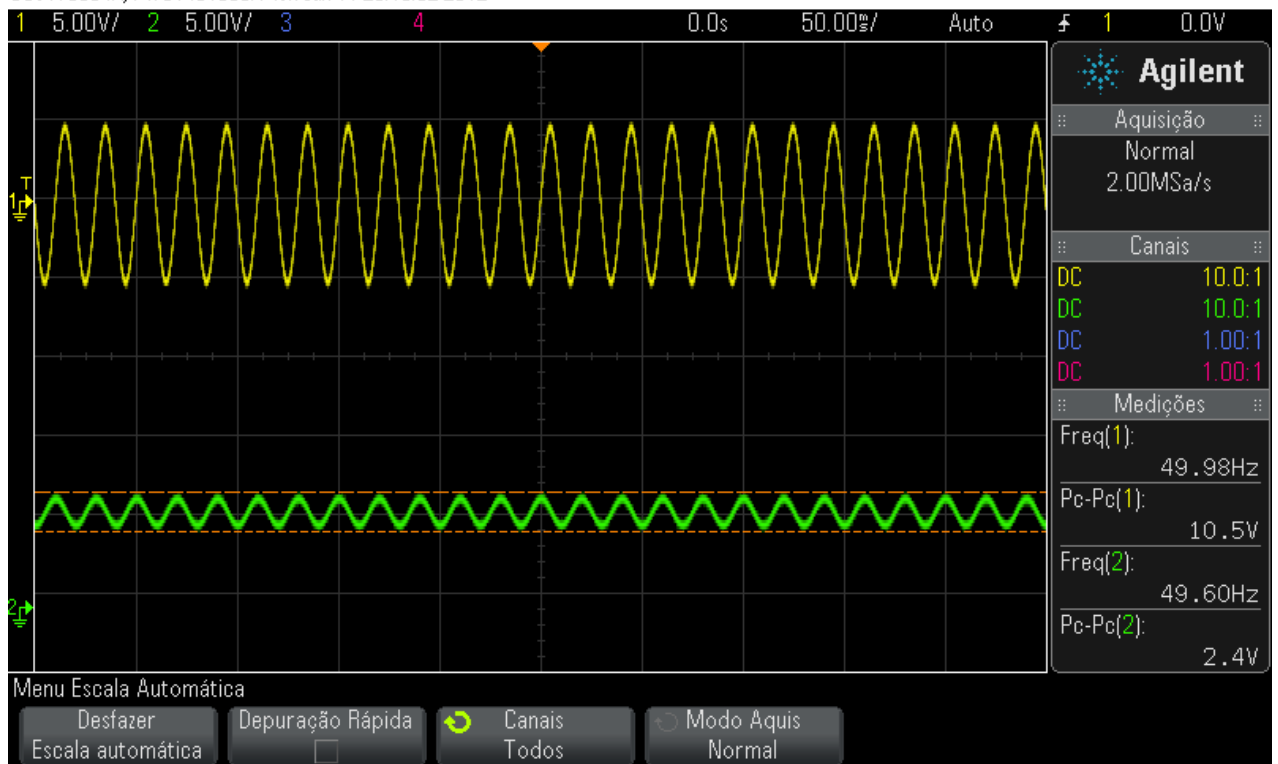 1 5.00V/ 2 5.00V/ 3 4 0.0s 50.00ms/ Auto 1 0.0V
Agilent
Aquisição
Normal
2.00MSa/s
Canais
DC 10.0:1
DC 10.0:1
DC 1.00:1
DC 1.00:1
Medições
Freq(1):
49.98Hz
Pc-Pc(1):
10.5V
Freq(2):
49.60Hz
Pc-Pc(2):
2.4V
T
1
2
Menu Escala Automática
Desfazer
Escala automática
Depuração Rápida
Canais
Todos
Modo Aquis
Normal